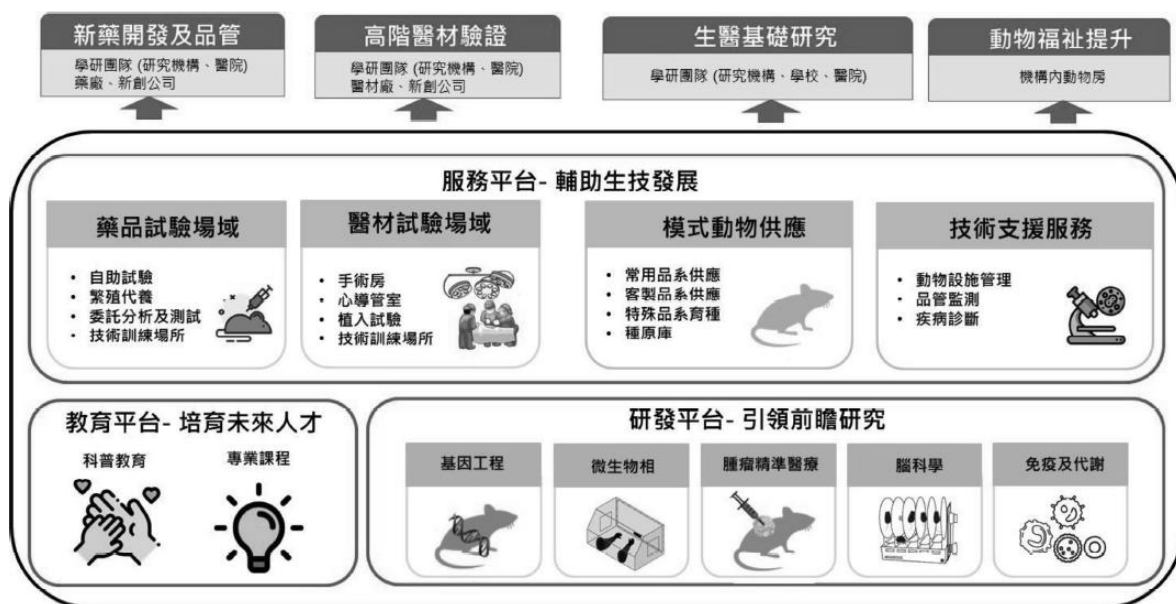 新藥開發及品管
學研團隊 (研究機構、醫院)
藥廠、新創公司
高階醫材驗證
學研團隊 (研究機構、醫院)
醫材廠、新創公司
生醫基礎研究
學研團隊 (研究機構、學校、醫院)
動物福祉提升
機構內動物房
服務平台- 輔助生技發展
藥品試驗場域
• 自助試驗
• 繁殖代養
• 委託分析及測試
• 技術訓練場所
醫材試驗場域
• 手術房
• 心導管室
• 植入試驗
• 技術訓練場所
模式動物供應
• 常用品系供應
• 客製品系供應
• 特殊品系育種
• 種原庫
技術支援服務
• 動物設施管理
• 品管監測
• 疾病診斷
教育平台- 培育未來人才
科普教育
專業課程
研發平台- 引領前瞻研究
基因工程
微生物相
腫瘤精準醫療
腦科學
免疫及代謝